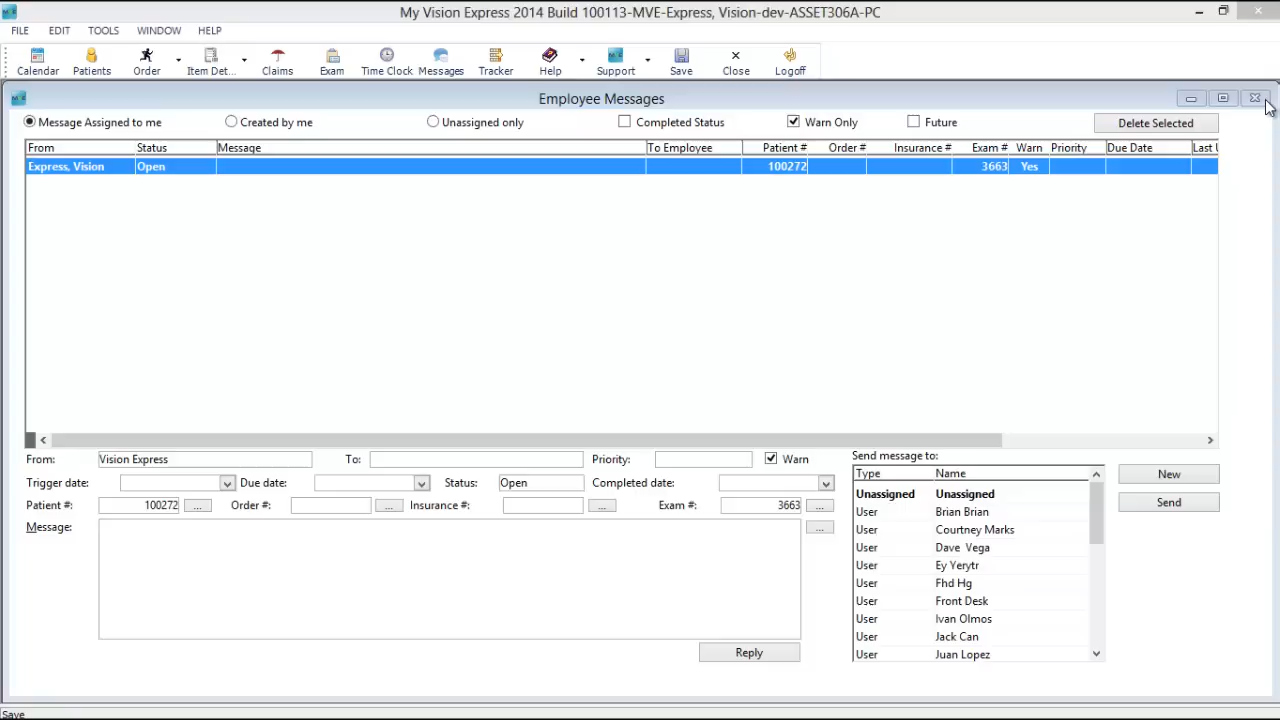 My Vision Express 2014 Build 100113-MVE-Express, Vision-dev-ASSET306A-PC
FILE EDIT TOOLS WINDOW HELP
Calendar Patients Order Item Det... Claims Exam Time Clock Messages Tracker Help Support Save Close Logoff
Employee Messages
Message Assigned to me Created by me Unassigned only Completed Status Warn Only Future Delete Selected
From Status Message To Employee Patient # Order # Insurance # Exam # Warn Priority Due Date Last U
Express, Vision Open 100272 3663 Yes
From: Vision Express To: Priority: Warn Send message to:
Type Name New
Trigger date: Due date: Status: Open Completed date:
Unassigned Unassigned Send
Patient #: 100272 ... Order #: ... Insurance #: ... Exam #: 3663 ...
User Brian Brian
Message: ...
User Courtney Marks
User Dave Vega
User Ey Yerytr
User Fhd Hg
User Front Desk
User Ivan Olmos
User Jack Can
User Juan Lopez
Reply
Save